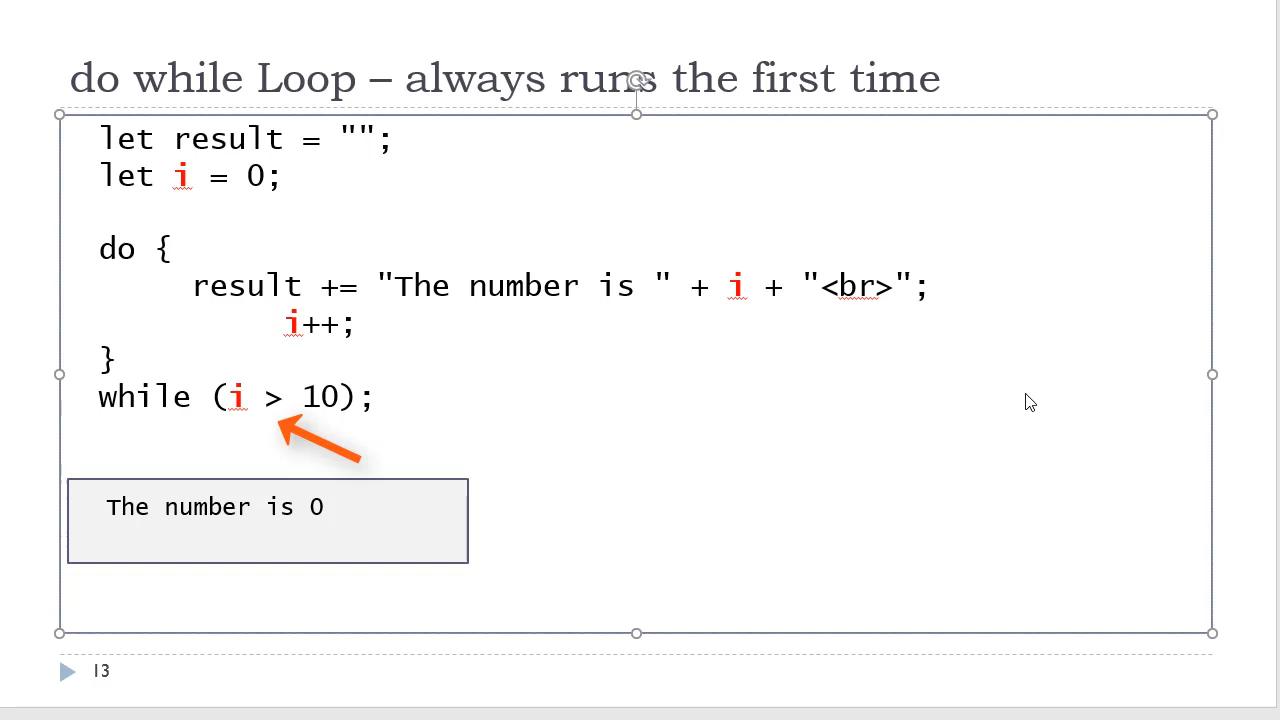 do while Loop – always runs the first time
let result = "";
let i = 0;
do {
result += "The number is " + i + "<br>";
i++;
}
while (i > 10);
The number is 0
13